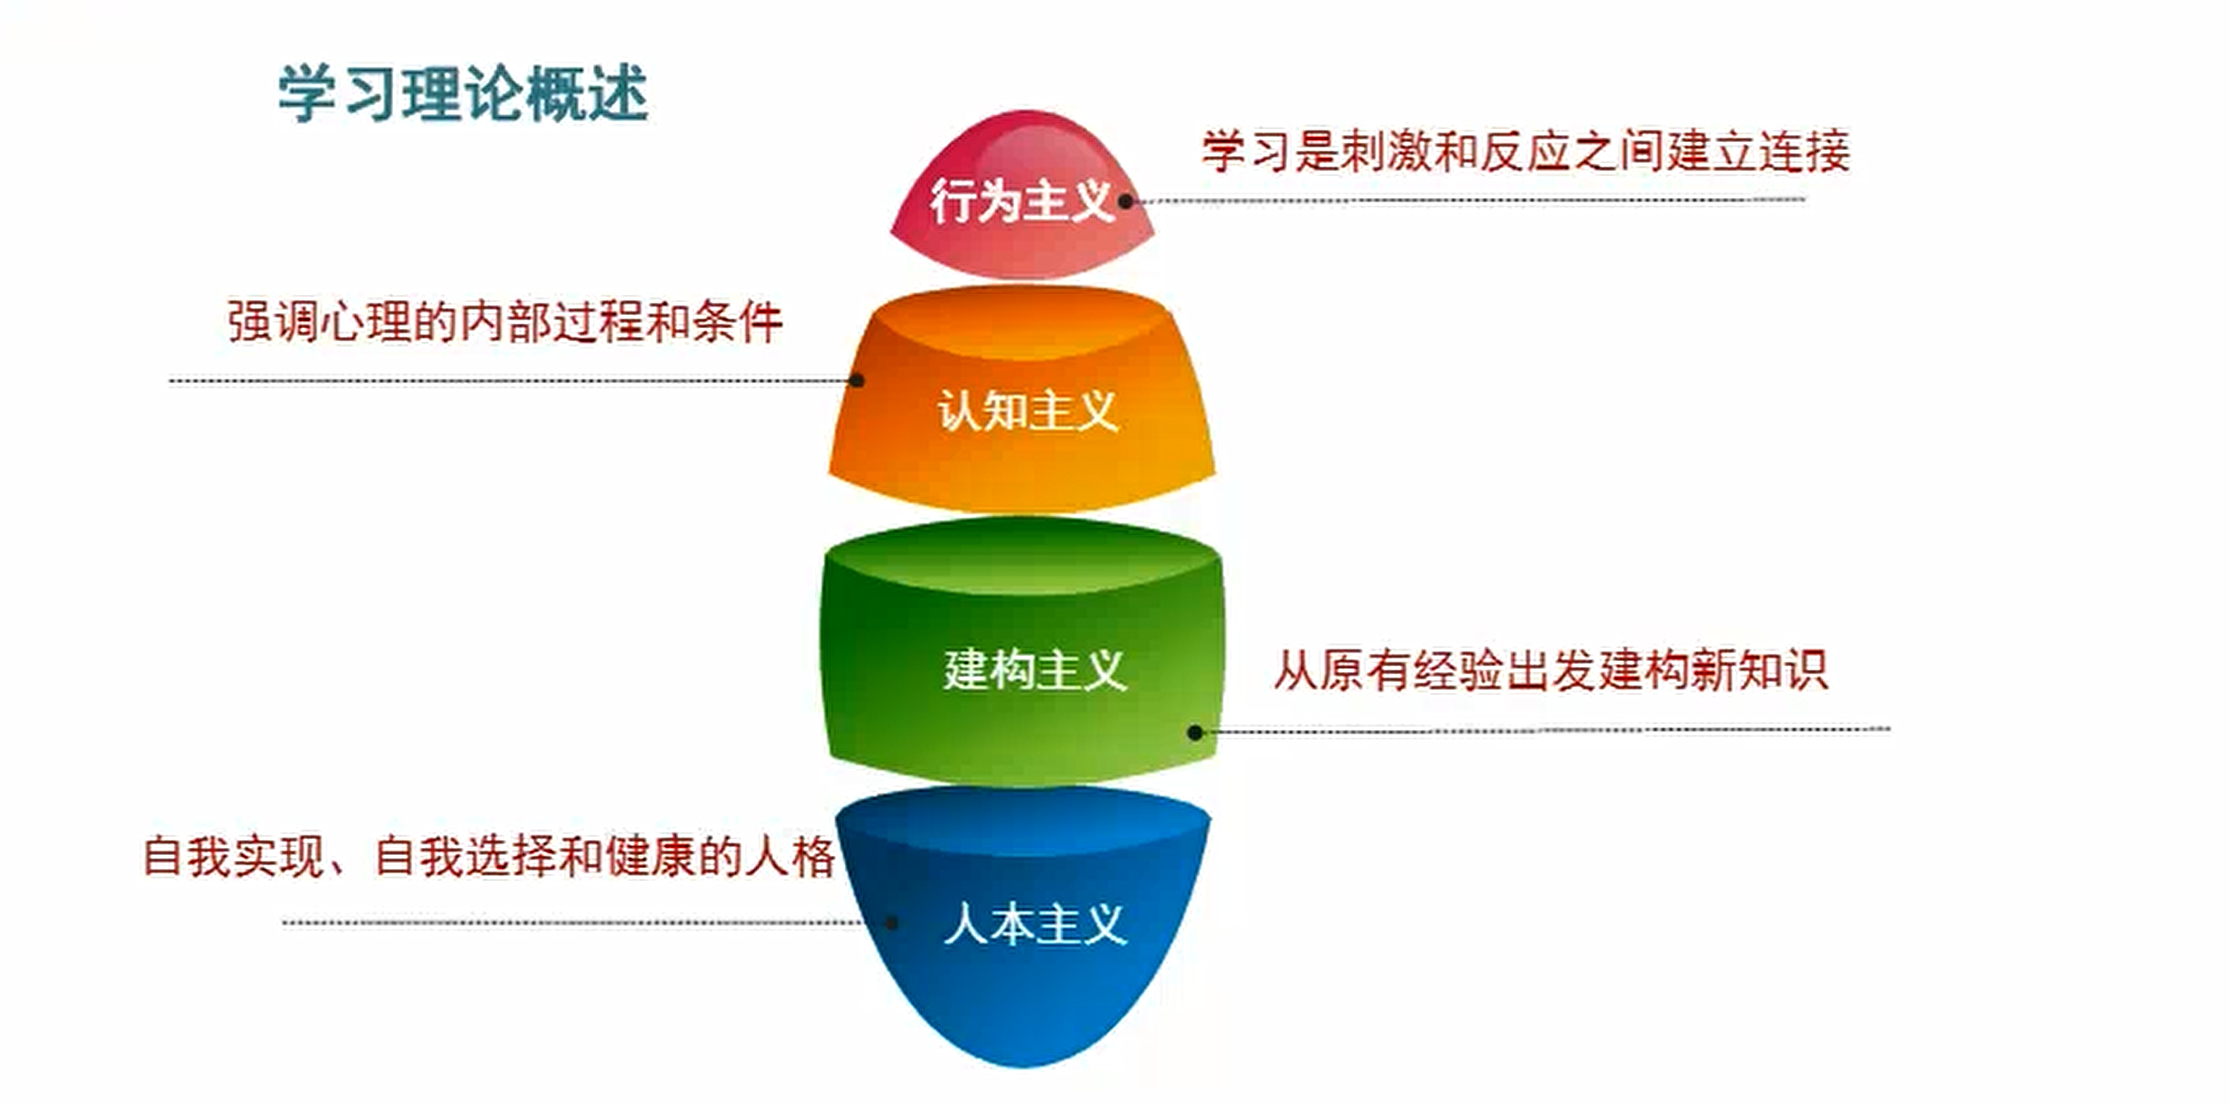 学习理论概述
学习是刺激和反应之间建立连接
行为主义
强调心理的内部过程和条件
认知主义
建构主义
从原有经验出发建构新知识
自我实现、自我选择和健康的人格
人本主义